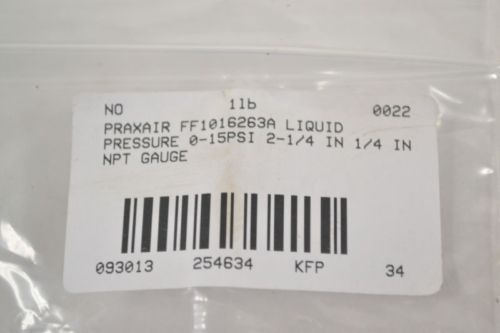 NO 11b 0022
PRAXAIR FF1016263A LIQUID
PRESSURE 0-15PSI 2-1/4 IN 1/4 IN
NPT GAUGE
093013 254634 KFP 34